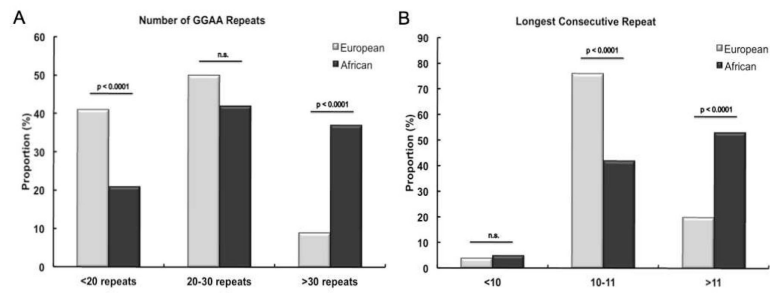 A
Number of GGAA Repeats
European
African
p < 0.0001
n.s.
p < 0.0001
Proportion (%)
60
50
40
30
20
10
0
<20 repeats
20-30 repeats
>30 repeats
B
Longest Consecutive Repeat
European
African
p < 0.0001
p < 0.0001
n.s.
Proportion (%)
90
80
70
60
50
40
30
20
10
0
<10
10-11
>11